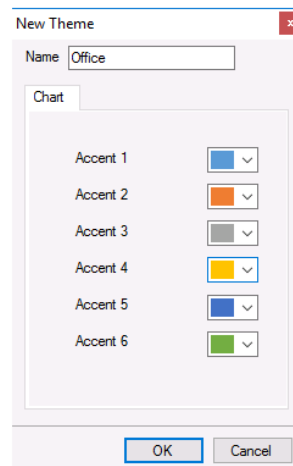 New Theme
Name Office
Chart
Accent 1
Accent 2
Accent 3
Accent 4
Accent 5
Accent 6
OK Cancel